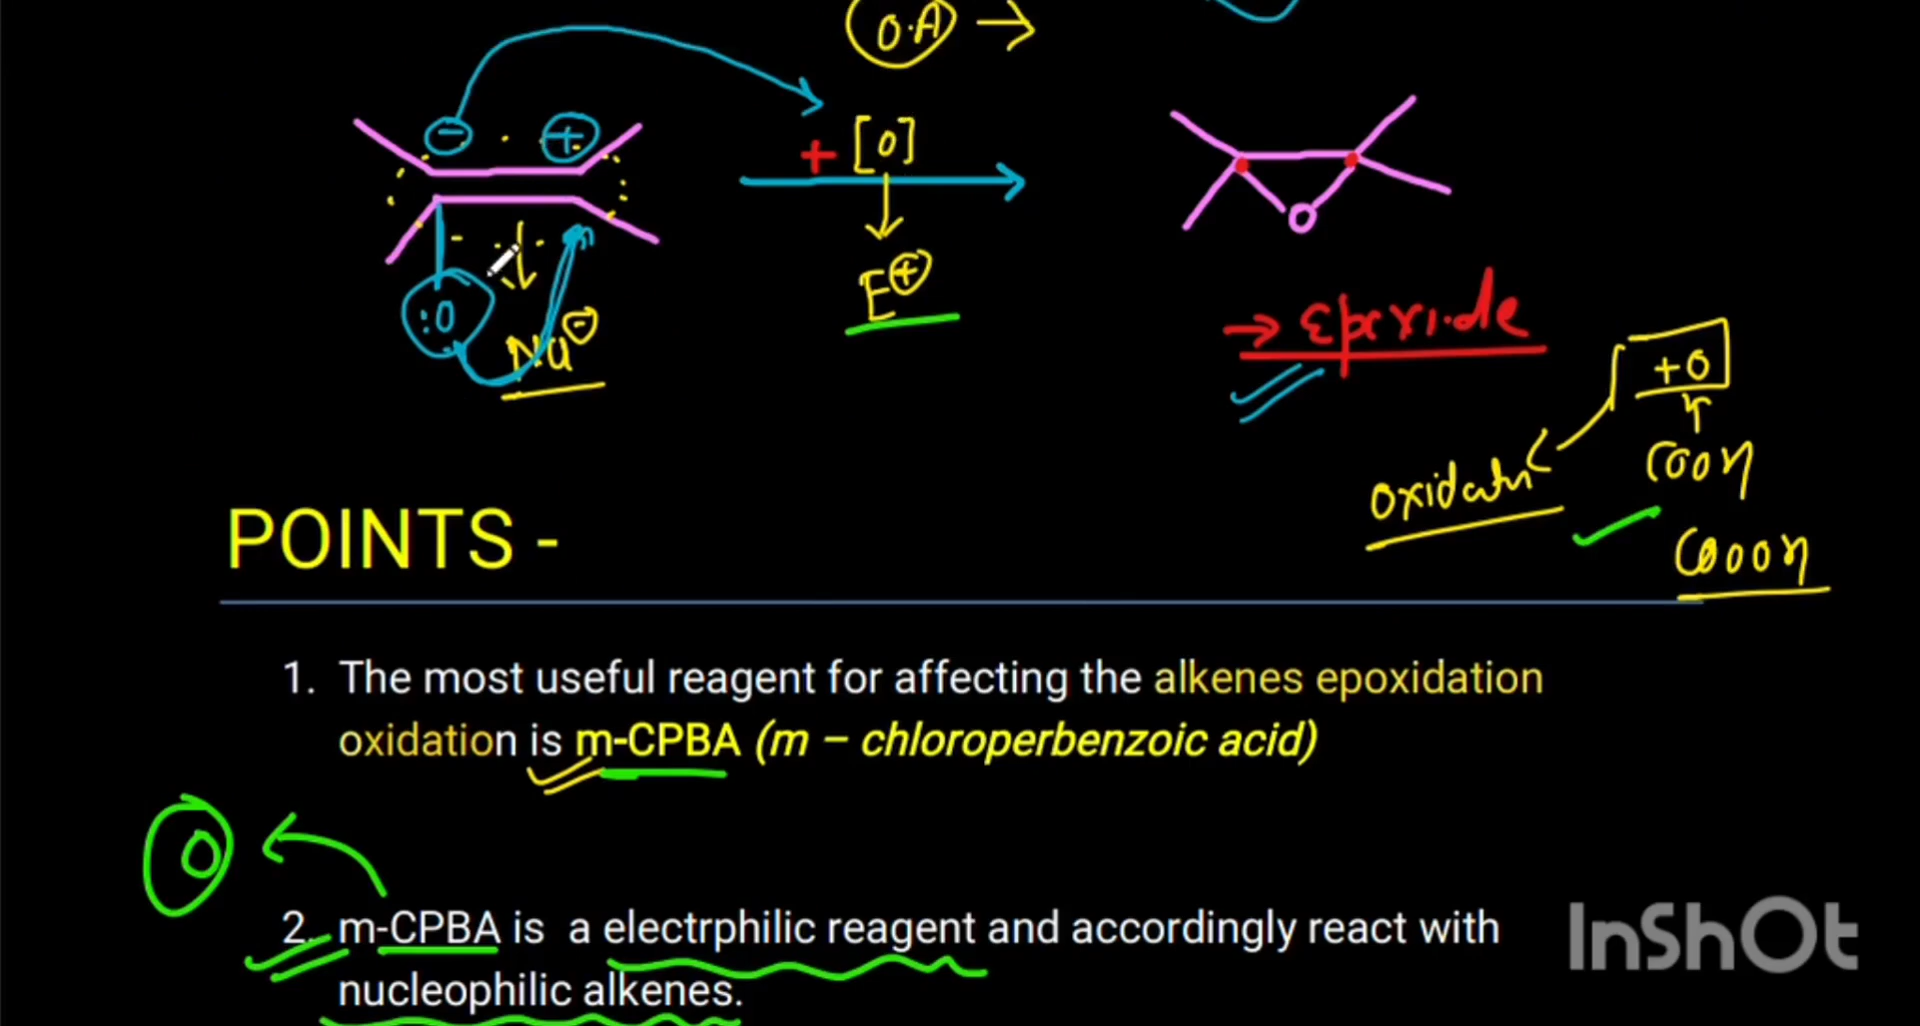 O.A →
− +
+ [O]
E⊕
:O
Nu⊖
O
→ Epoxide
+O
oxidatn
COOH
COOOH
POINTS -
1. The most useful reagent for affecting the alkenes epoxidation
oxidation is m-CPBA (m – chloroperbenzoic acid)
O
2. m-CPBA is a electrphilic reagent and accordingly react with
nucleophilic alkenes.
InShOt